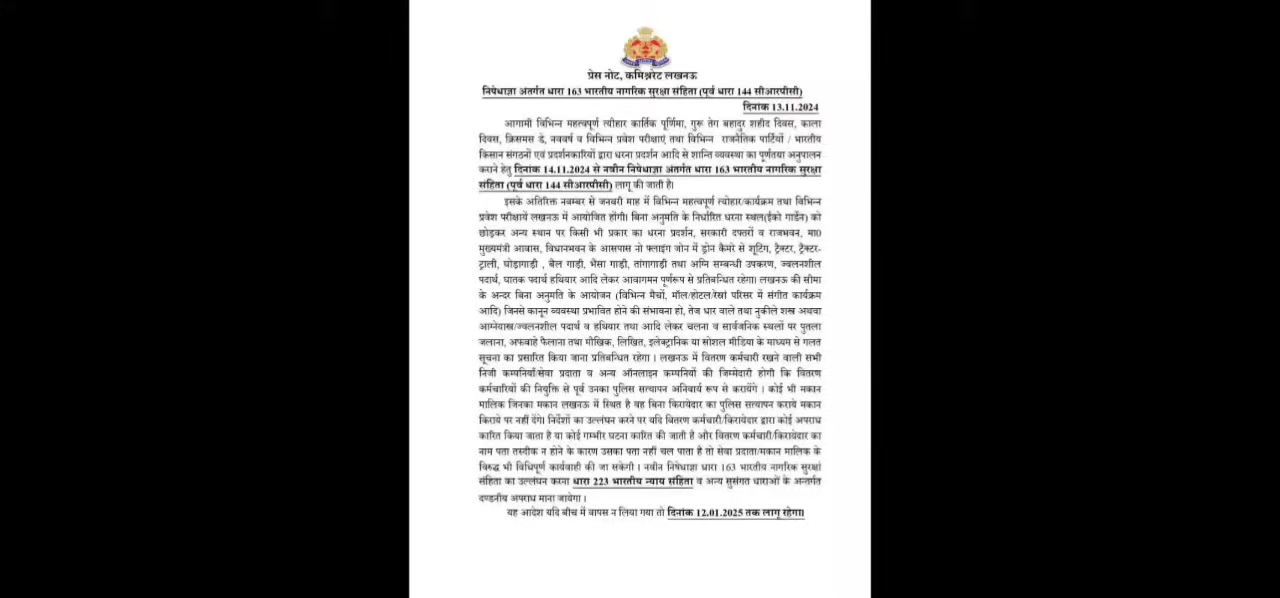 प्रेस नोट, कमिश्नरेट लखनऊ
निषेधाज्ञा अंतर्गत धारा 163 भारतीय नागरिक सुरक्षा संहिता (पूर्व धारा 144 सीआरपीसी)
दिनांक 13.11.2024
आगामी विभिन्न महत्वपूर्ण त्यौहार कार्तिक पूर्णिमा, गुरू तेग बहादुर शहीद दिवस, काला
दिवस, क्रिसमस डे, नववर्ष व विभिन्न प्रवेश परीक्षाएं तथा विभिन्न राजनैतिक पार्टियों / भारतीय
किसान संगठनों एवं प्रदर्शनकारियों द्वारा धरना प्रदर्शन आदि से शान्ति व्यवस्था का पूर्णतया अनुपालन
कराने हेतु दिनांक 14.11.2024 से नवीन निषेधाज्ञा अंतर्गत धारा 163 भारतीय नागरिक सुरक्षा
संहिता (पूर्व धारा 144 सीआरपीसी) लागू की जाती है।
इसके अतिरिक्त नवम्बर से जनवरी माह में विभिन्न महत्वपूर्ण त्योहार/कार्यक्रम तथा विभिन्न
प्रवेश परीक्षायें लखनऊ में आयोजित होंगी। बिना अनुमति के निर्धारित धरना स्थल(ईको गार्डेन) को
छोड़कर अन्य स्थान पर किसी भी प्रकार का धरना प्रदर्शन, सरकारी दफ्तरों व राजभवन, मा0
मुख्यमंत्री आवास, विधानभवन के आसपास नो फ्लाइंग जोन में ड्रोन कैमरे से शूटिंग, ट्रैक्टर, ट्रैक्टर-
ट्राली, घोड़ागाड़ी , बैल गाड़ी, भैंसा गाड़ी, तांगागाड़ी तथा अग्नि सम्बन्धी उपकरण, ज्वलनशील
पदार्थ, घातक पदार्थ हथियार आदि लेकर आवागमन पूर्णरूप से प्रतिबन्धित रहेगा। लखनऊ की सीमा
के अन्दर बिना अनुमति के आयोजन (विभिन्न मैचों, मॉल/होटल/रेस्त्रां परिसर में संगीत कार्यक्रम
आदि) जिनसे कानून व्यवस्था प्रभावित होने की संभावना हो, तेज धार वाले तथा नुकीले शस्त्र अथवा
आग्नेयास्त्र/ज्वलनशील पदार्थ व हथियार तथा आदि लेकर चलना व सार्वजनिक स्थलों पर पुतला
जलाना, अफवाहे फैलाना तथा मौखिक, लिखित, इलेक्ट्रानिक या सोशल मीडिया के माध्यम से गलत
सूचना का प्रसारित किया जाना प्रतिबन्धित रहेगा । लखनऊ में वितरण कर्मचारी रखने वाली सभी
निजी कम्पनियाँ/सेवा प्रदाता व अन्य ऑनलाइन कम्पनियों की जिम्मेदारी होगी कि वितरण
कर्मचारियों की नियुक्ति से पूर्व उनका पुलिस सत्यापन अनिवार्य रूप से करायेंगे । कोई भी मकान
मालिक जिनका मकान लखनऊ में स्थित है वह बिना किरायेदार का पुलिस सत्यापन कराये मकान
किराये पर नहीं देंगे। निर्देशों का उल्लंघन करने पर यदि वितरण कर्मचारी/किरायेदार द्वारा कोई अपराध
कारित किया जाता है या कोई गम्भीर घटना कारित की जाती है और वितरण कर्मचारी/किरायेदार का
नाम पता तस्दीक न होने के कारण उसका पता नहीं चल पाता है तो सेवा प्रदाता/मकान मालिक के
विरुद्ध भी विधिपूर्ण कार्यवाही की जा सकेगी । नवीन निषेधाज्ञा धारा 163 भारतीय नागरिक सुरक्षा
संहिता का उल्लंघन करना धारा 223 भारतीय न्याय संहिता व अन्य सुसंगत धाराओं के अन्तर्गत
दण्डनीय अपराध माना जायेगा ।
यह आदेश यदि बीच में वापस न लिया गया तो दिनांक 12.01.2025 तक लागू रहेगा।